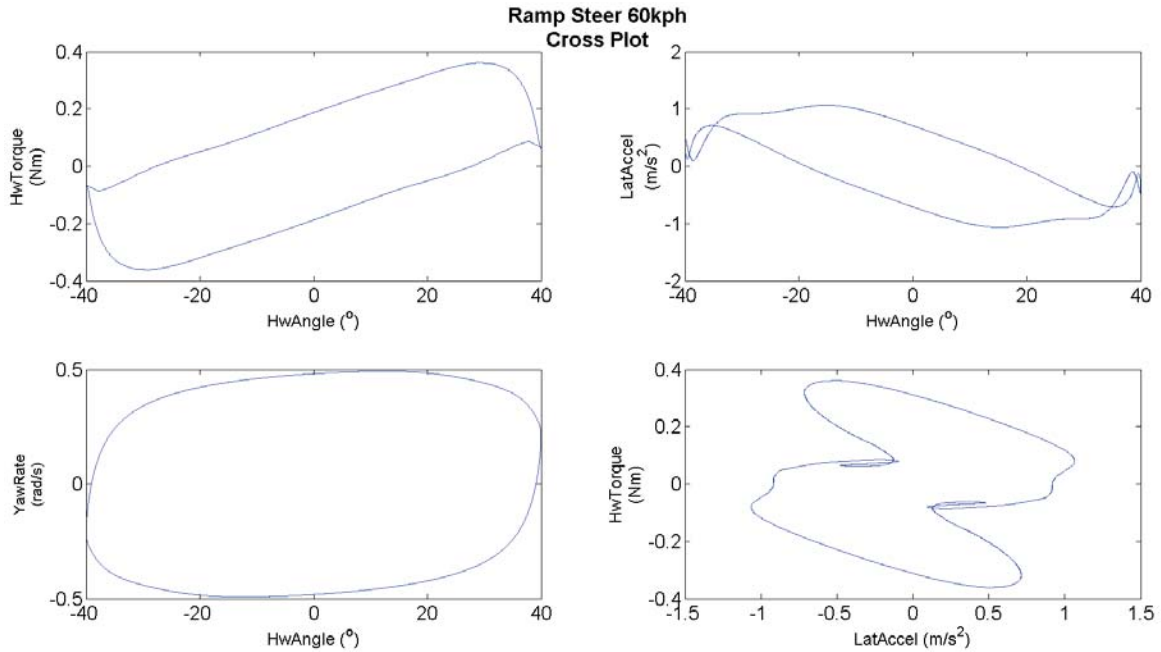 Ramp Steer 60kph
Cross Plot
0.4
0.2
0
-0.2
-0.4
HwTorque
(Nm)
-40 -20 0 20 40
HwAngle (°)
2
1
0
-1
-2
LatAccel
(m/s²)
-40 -20 0 20 40
HwAngle (°)
0.5
0
-0.5
YawRate
(rad/s)
-40 -20 0 20 40
HwAngle (°)
0.4
0.2
0
-0.2
-0.4
HwTorque
(Nm)
-1.5 -1 -0.5 0 0.5 1 1.5
LatAccel (m/s²)